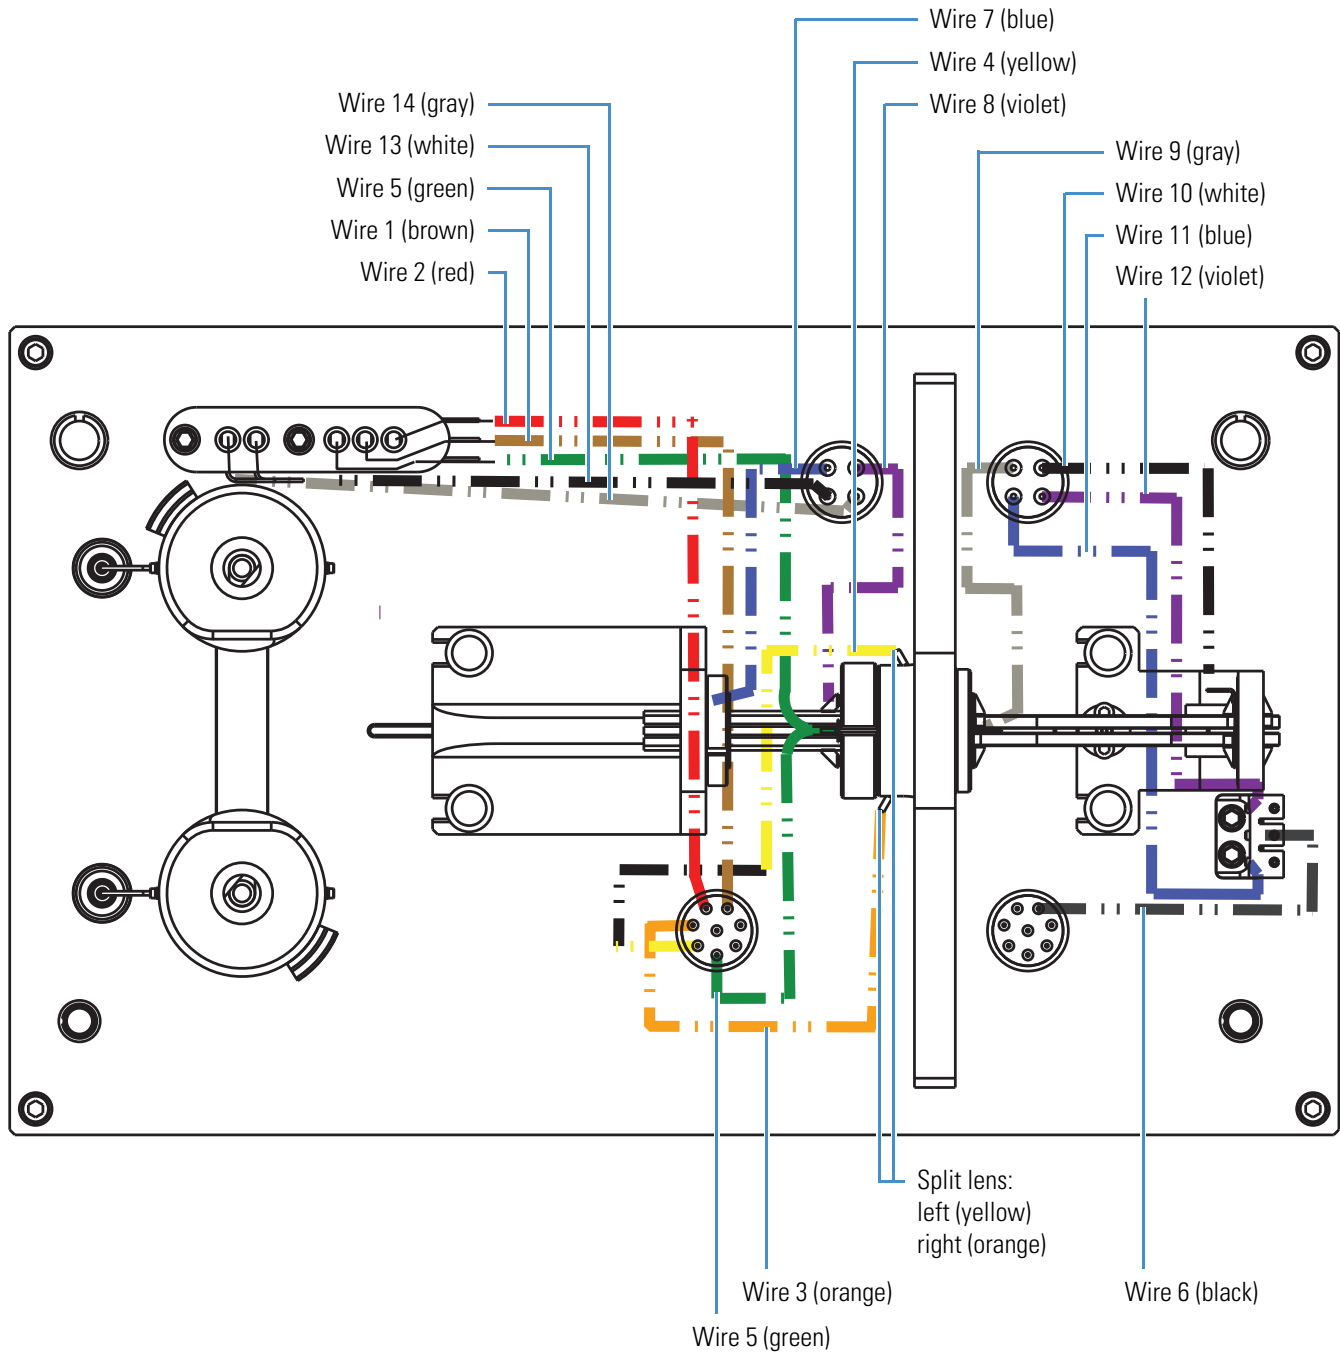 Wire 7 (blue)
Wire 4 (yellow)
Wire 8 (violet)
Wire 14 (gray)
Wire 13 (white)
Wire 5 (green)
Wire 1 (brown)
Wire 2 (red)
Wire 9 (gray)
Wire 10 (white)
Wire 11 (blue)
Wire 12 (violet)
Split lens:
left (yellow)
right (orange)
Wire 3 (orange)
Wire 6 (black)
Wire 5 (green)